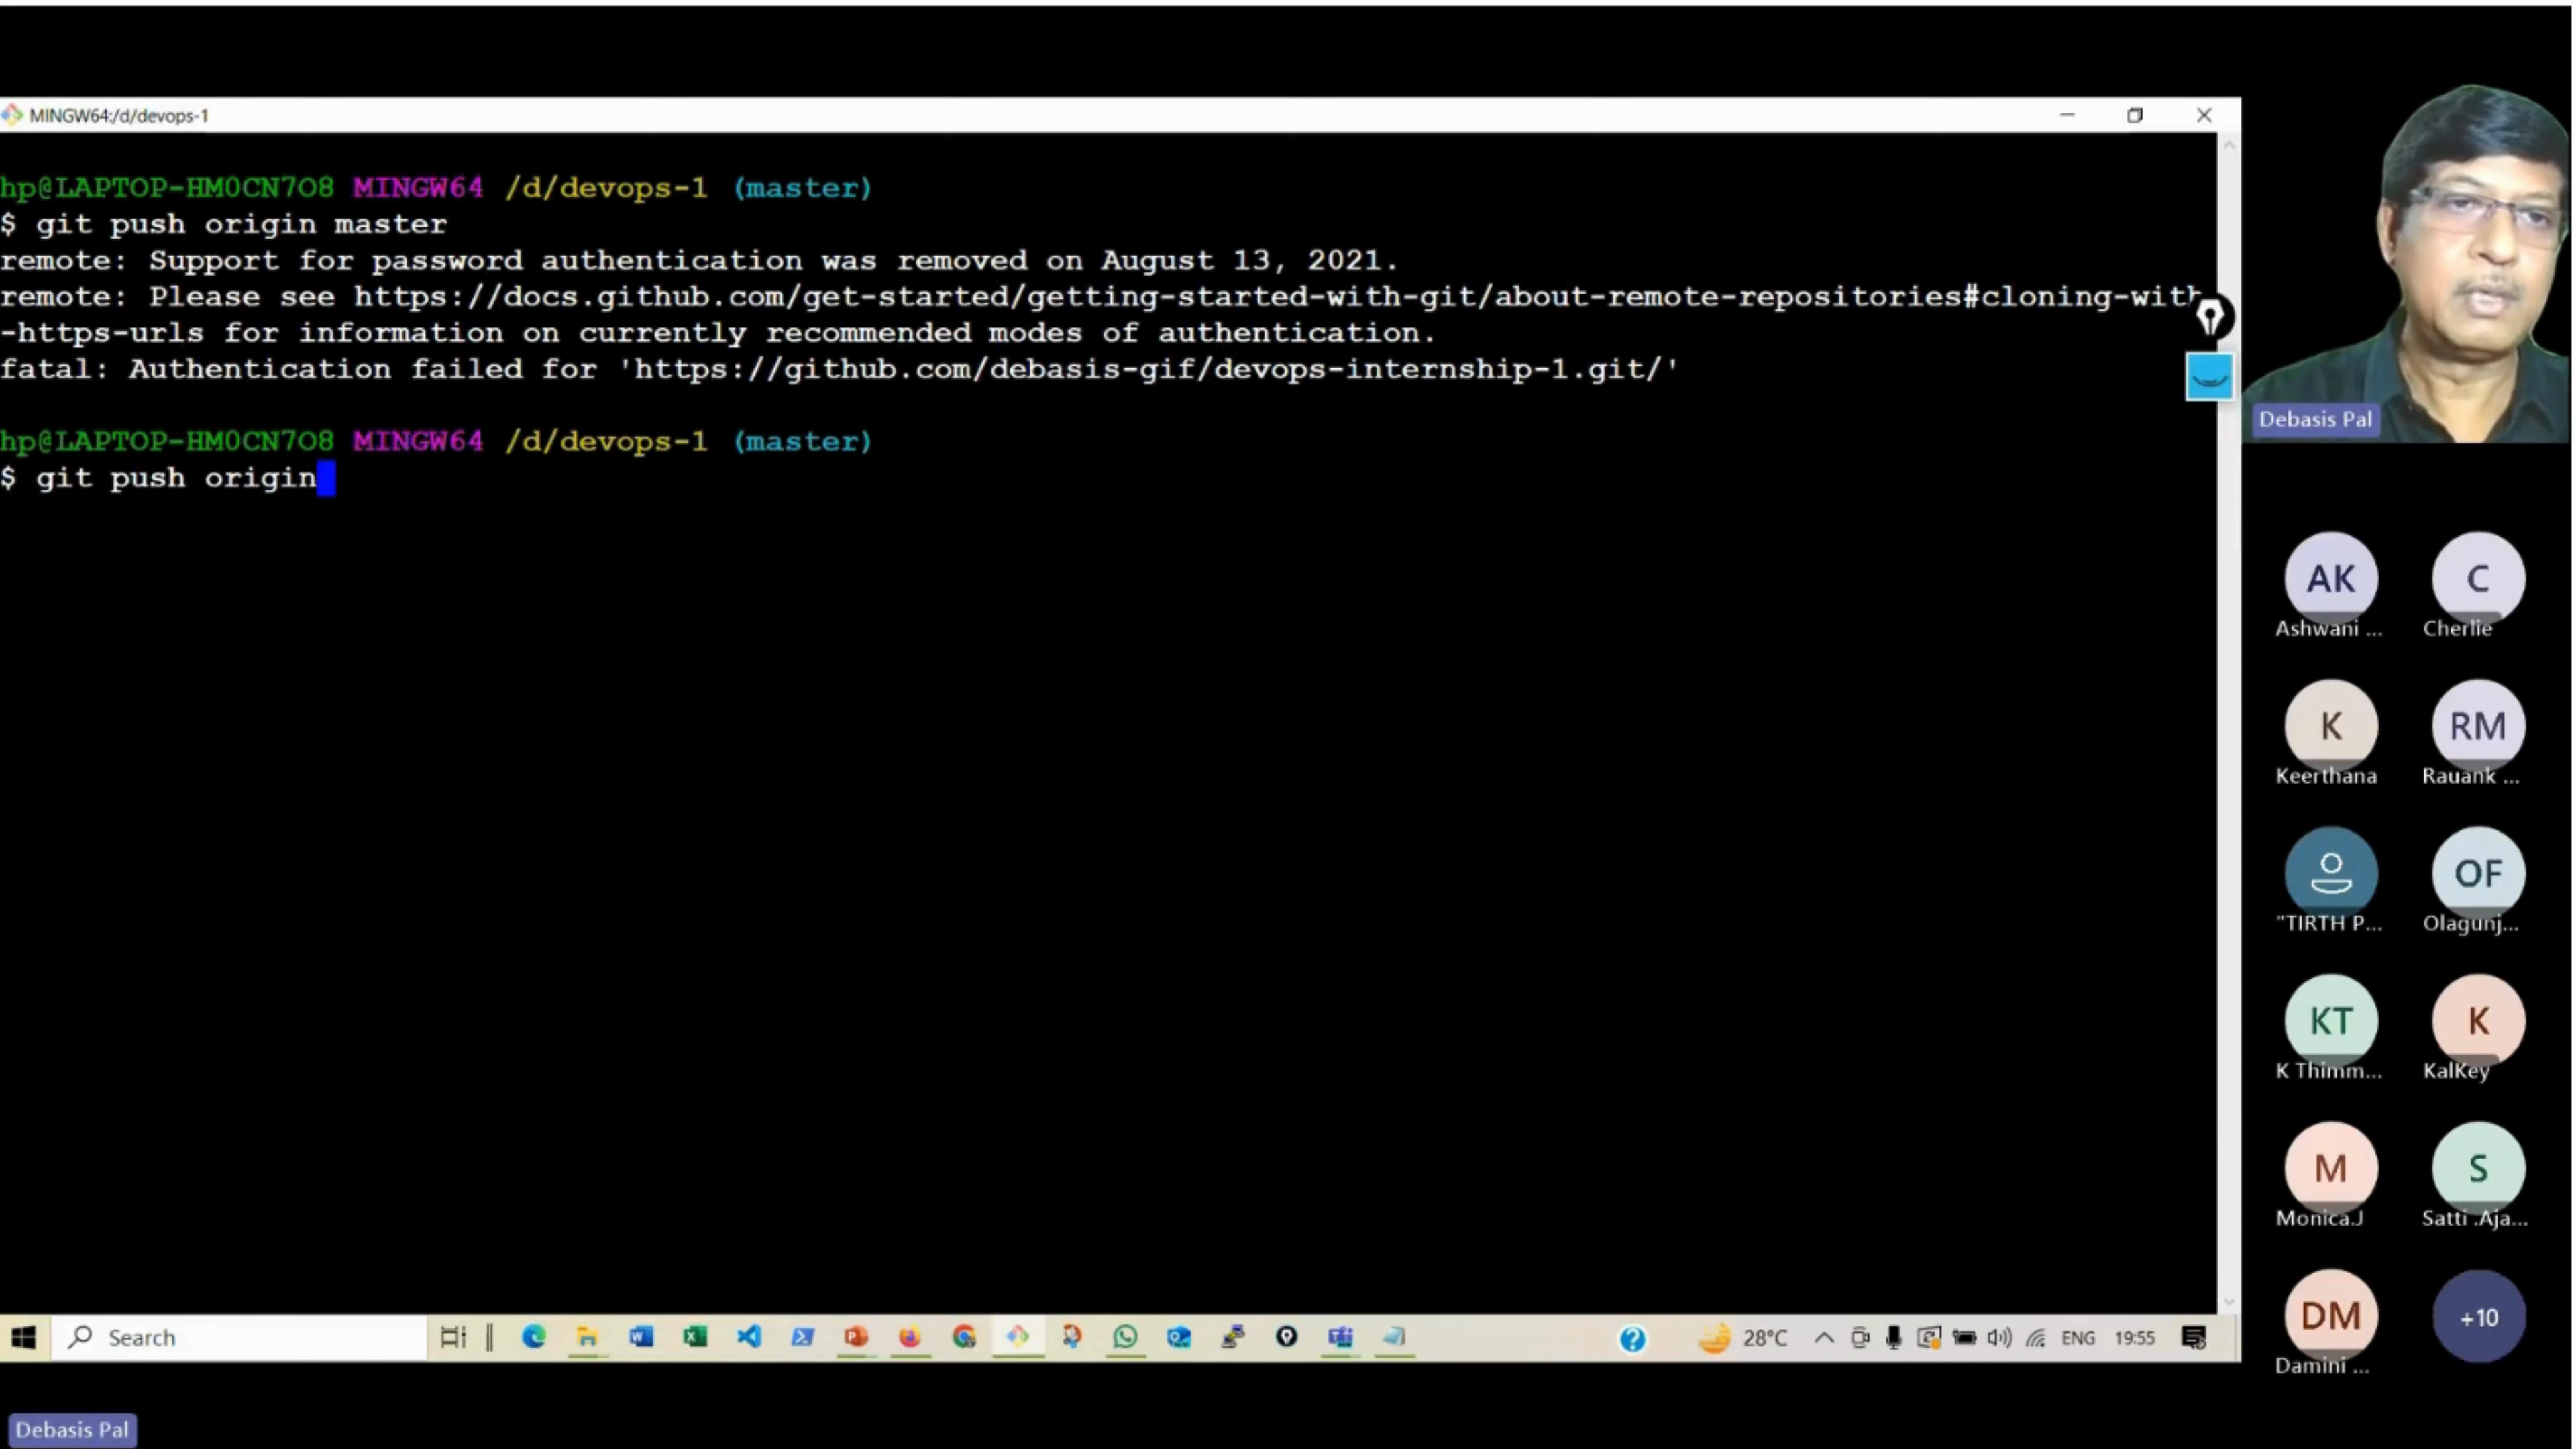 MINGW64:/d/devops-1
hp@LAPTOP-HM0CN7O8 MINGW64 /d/devops-1 (master)
$ git push origin master
remote: Support for password authentication was removed on August 13, 2021.
remote: Please see https://docs.github.com/get-started/getting-started-with-git/about-remote-repositories#cloning-with
-https-urls for information on currently recommended modes of authentication.
fatal: Authentication failed for 'https://github.com/debasis-gif/devops-internship-1.git/'
hp@LAPTOP-HM0CN7O8 MINGW64 /d/devops-1 (master)
$ git push origin
Debasis Pal
AK C
Ashwani ... Cherlie
K RM
Keerthana Rauank ...
OF
"TIRTH P... Olagunj...
KT K
K Thimm... KalKey
M S
Monica.J Satti .Aja...
DM +10
Damini ...
Search 28°C ENG 19:55
Debasis Pal